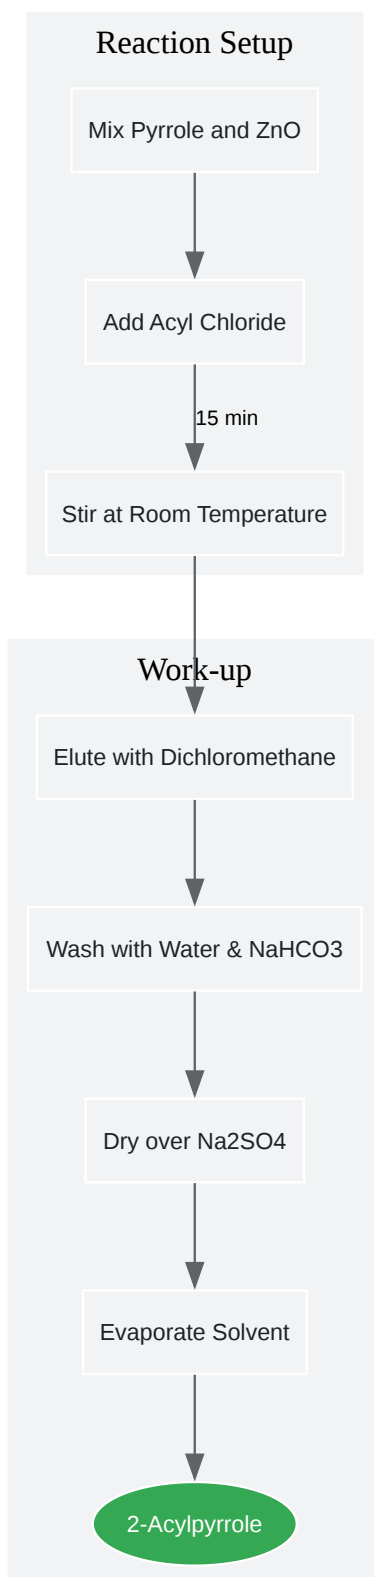 Reaction Setup
Mix Pyrrole and ZnO
Add Acyl Chloride
15 min
Stir at Room Temperature
Work-up
Elute with Dichloromethane
Wash with Water & NaHCO3
Dry over Na2SO4
Evaporate Solvent
2-Acylpyrrole